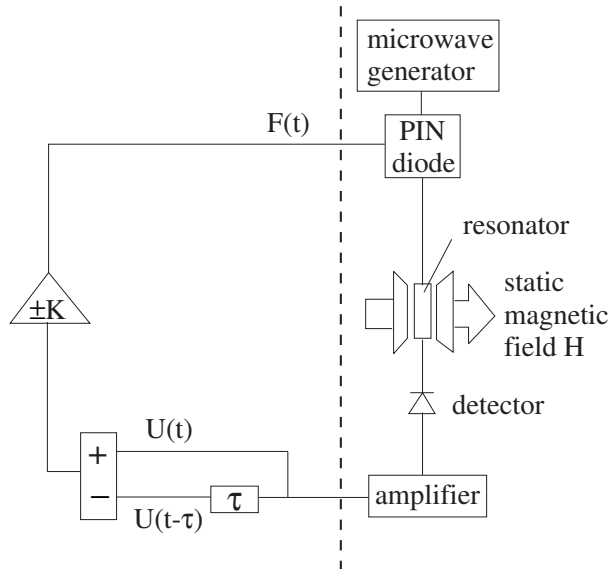 microwave
generator
F(t)
PIN
diode
resonator
±K
static
magnetic
field H
detector
U(t)
+
−
τ
U(t-τ)
amplifier